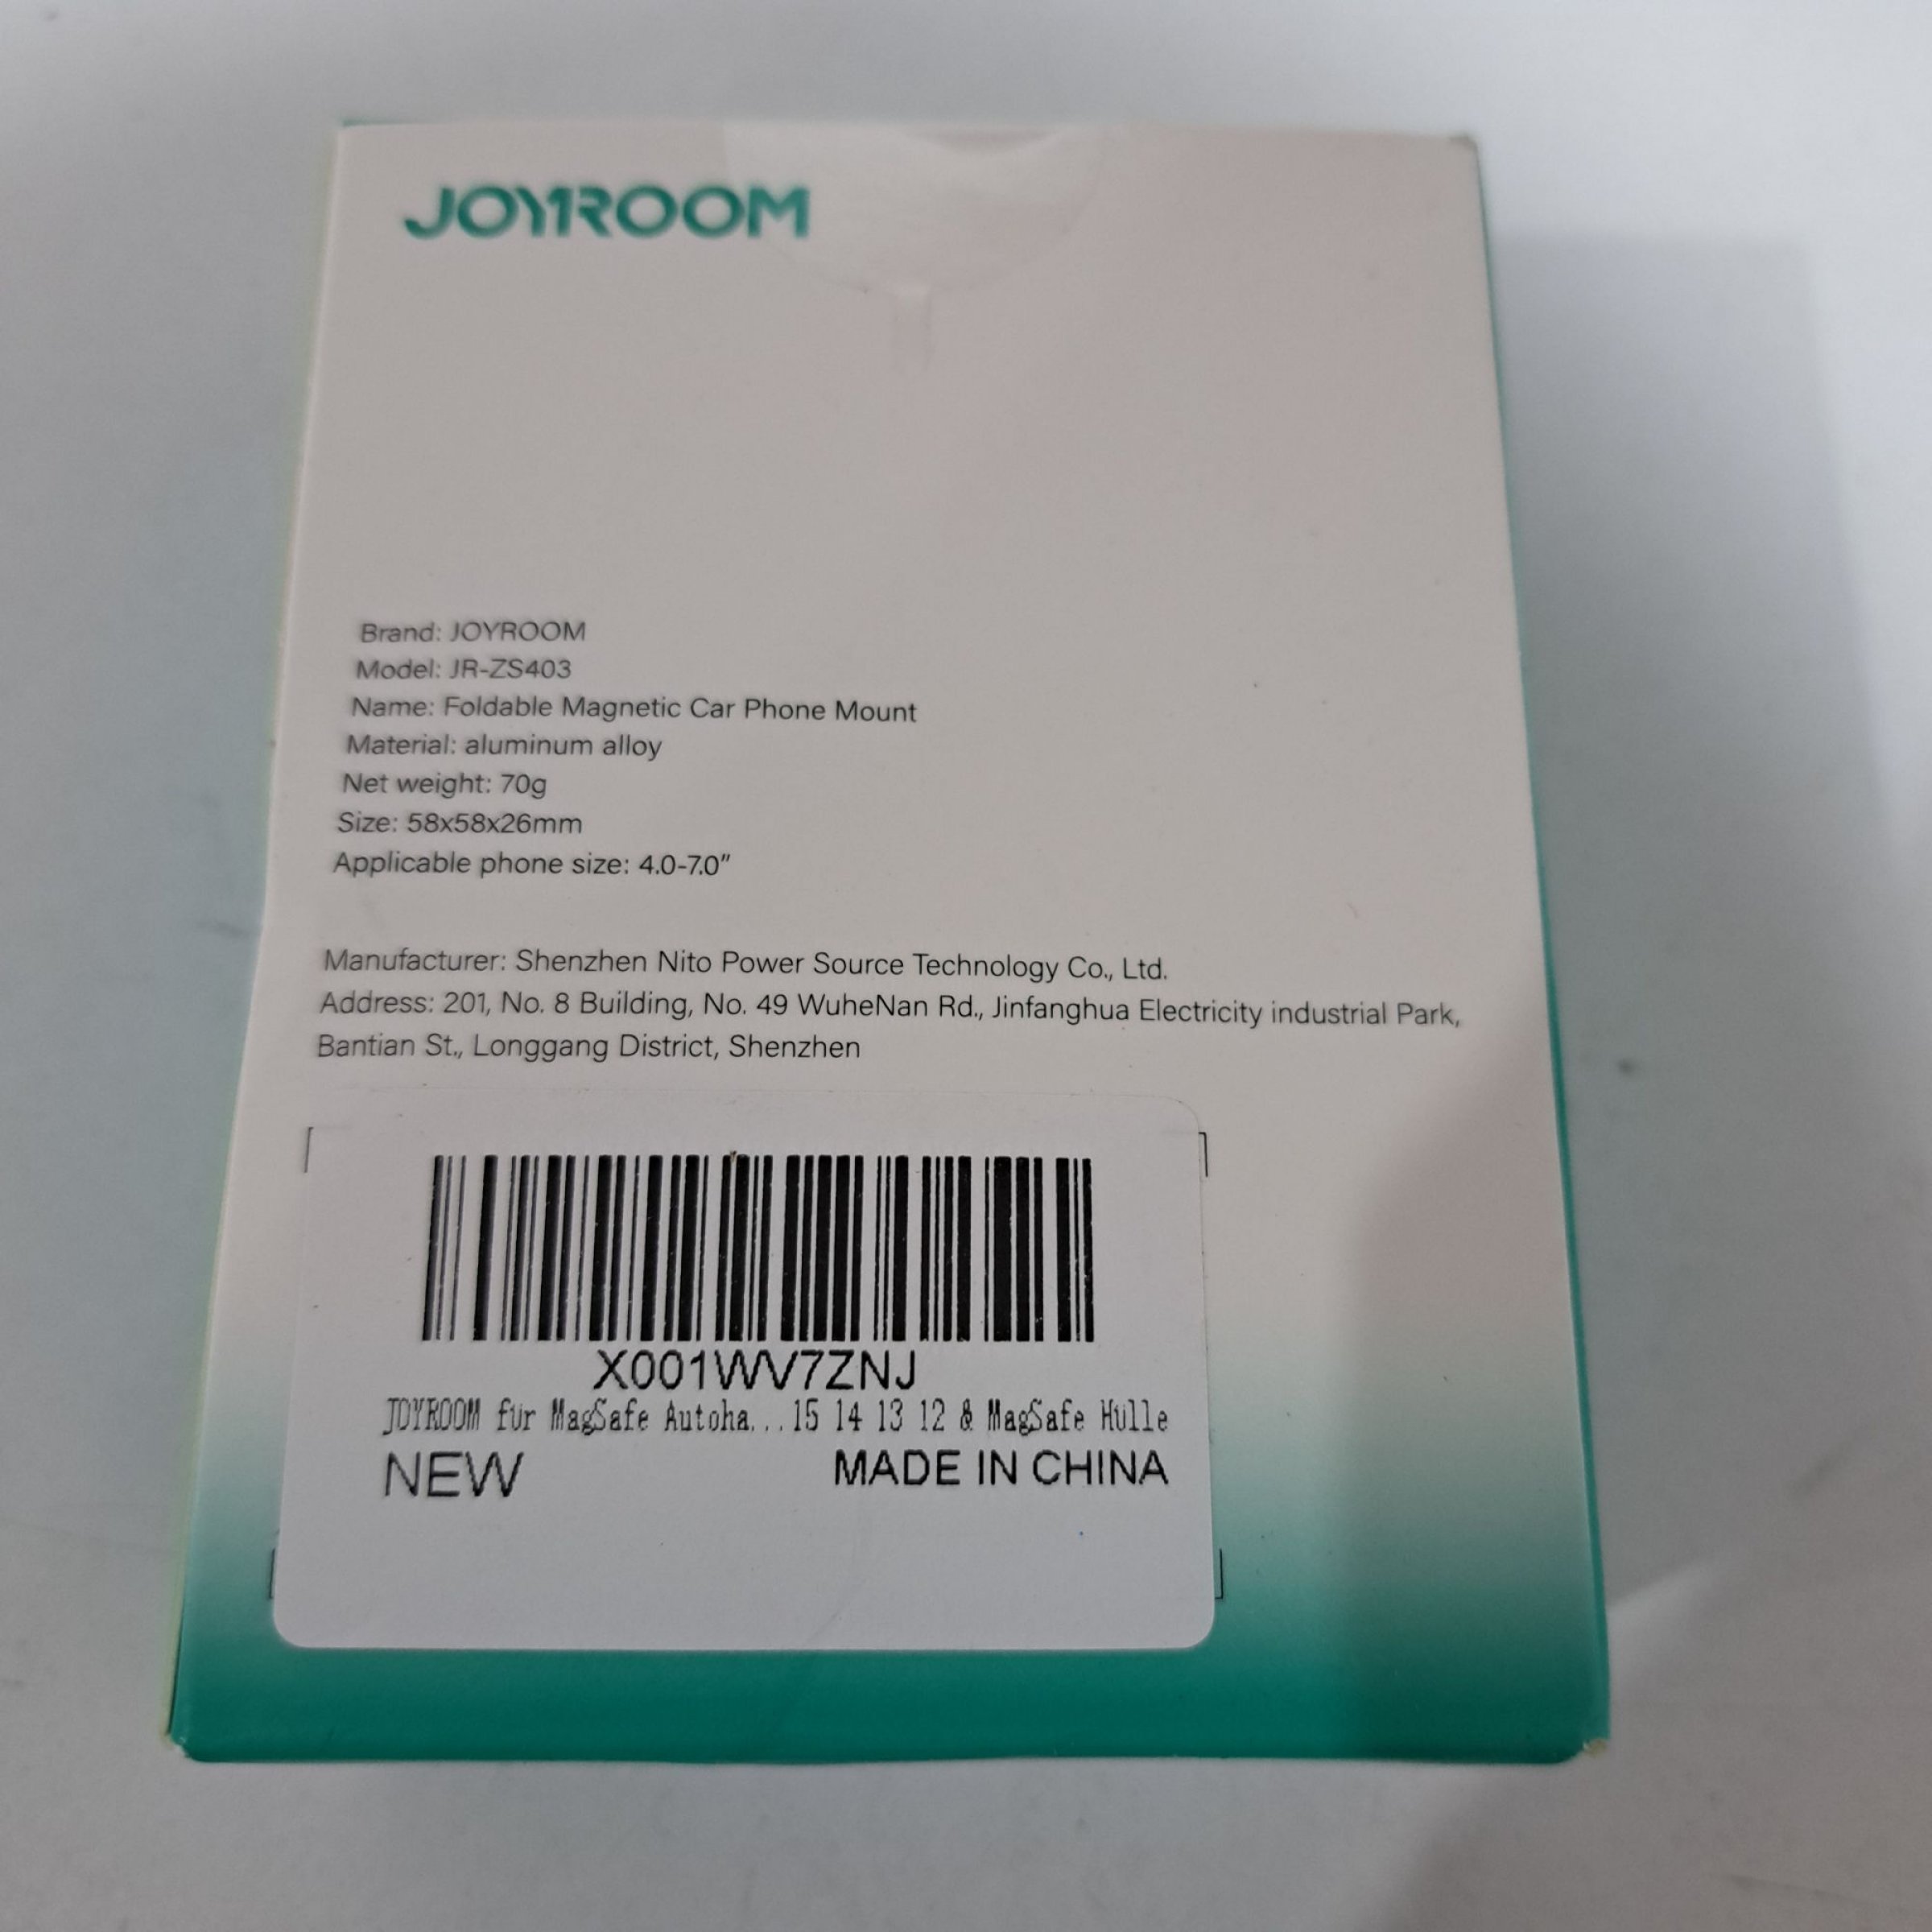 JOYROOM
Brand: JOYROOM
Model: JR-ZS403
Name: Foldable Magnetic Car Phone Mount
Material: aluminum alloy
Net weight: 70g
Size: 58x58x26mm
Applicable phone size: 4.0-7.0"
Manufacturer: Shenzhen Nito Power Source Technology Co., Ltd.
Address: 201, No. 8 Building, No. 49 WuheNan Rd., Jinfanghua Electricity industrial Park,
Bantian St., Longgang District, Shenzhen
X001WV7ZNJ
JOYROOM für MagSafe Autoha...15 14 13 12 & MagSafe Hülle
NEW MADE IN CHINA